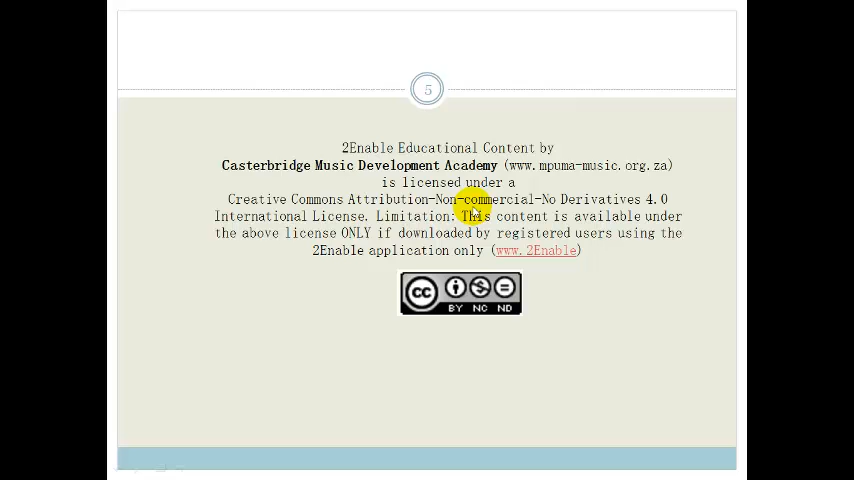 5
2Enable Educational Content by
Casterbridge Music Development Academy (www.mpuma-music.org.za)
is licensed under a
Creative Commons Attribution-Non-commercial-No Derivatives 4.0
International License. Limitation: This content is available under
the above license ONLY if downloaded by registered users using the
2Enable application only (www.2Enable)
cc
BY NC ND